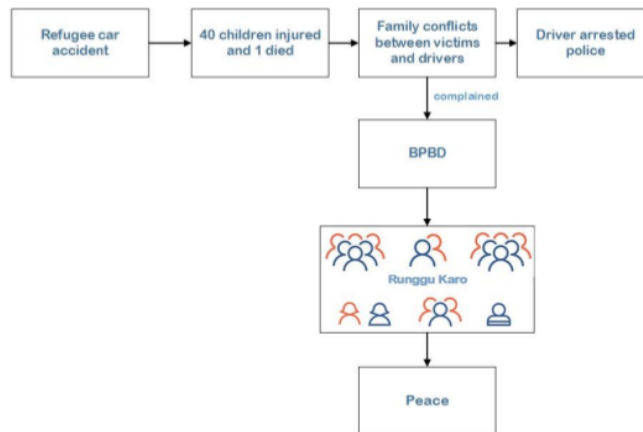 Refugee car
accident
40 children injured
and 1 died
Family conflicts
between victims
and drivers
Driver arrested
police
complained
BPBD
Runggu Karo
Peace